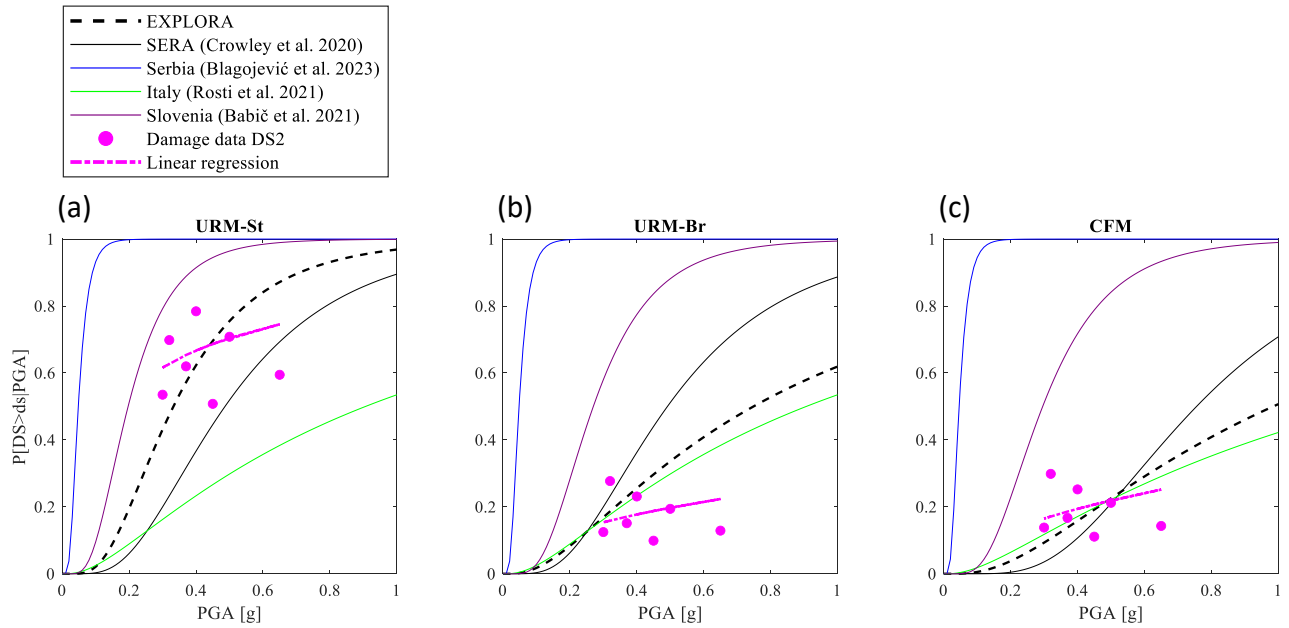 EXPLORA
SERA (Crowley et al. 2020)
Serbia (Blagojević et al. 2023)
Italy (Rosti et al. 2021)
Slovenia (Babič et al. 2021)
Damage data DS2
Linear regression
(a)
URM-St
P[DS>ds|PGA]
1
0.8
0.6
0.4
0.2
0
0 0.2 0.4 0.6 0.8 1
PGA [g]
(b)
URM-Br
1
0.8
0.6
0.4
0.2
0
0 0.2 0.4 0.6 0.8 1
PGA [g]
(c)
CFM
1
0.8
0.6
0.4
0.2
0
0 0.2 0.4 0.6 0.8 1
PGA [g]